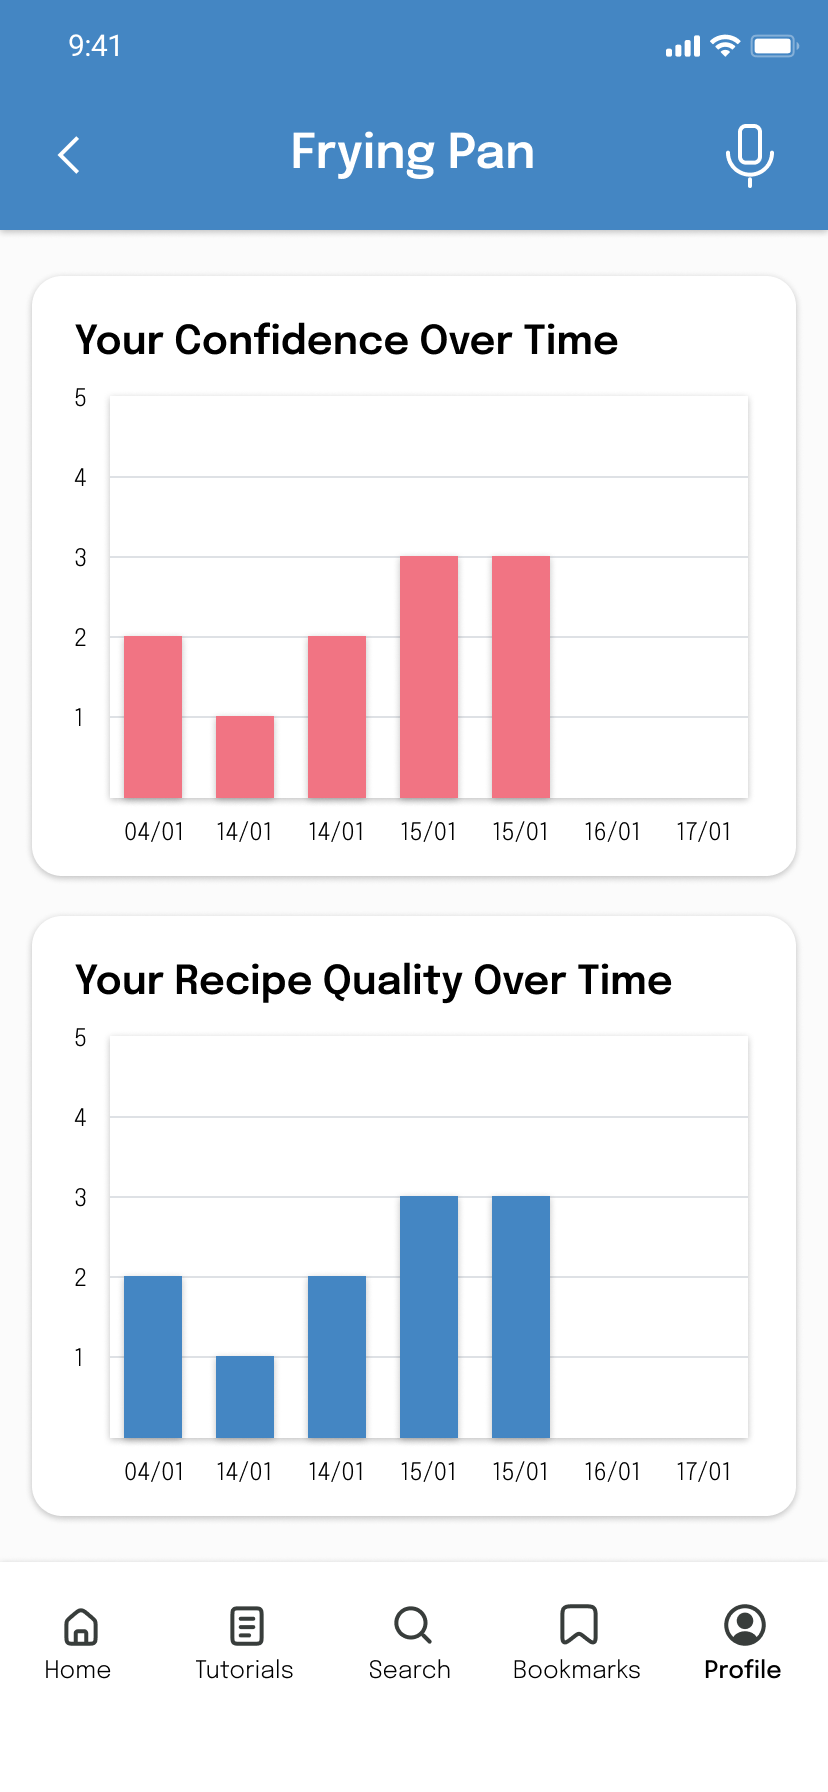 9:41
Frying Pan
Your Confidence Over Time
5
4
3
2
1
04/01 14/01 14/01 15/01 15/01 16/01 17/01
Your Recipe Quality Over Time
5
4
3
2
1
04/01 14/01 14/01 15/01 15/01 16/01 17/01
Home Tutorials Search Bookmarks Profile